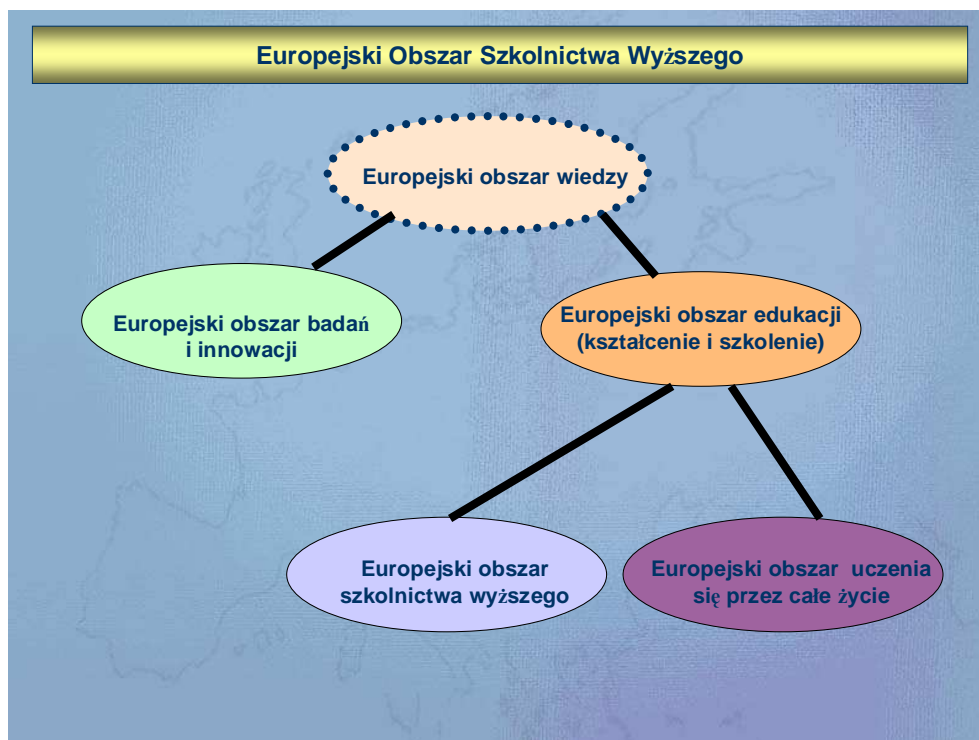 Europejski Obszar Szkolnictwa Wyższego
Europejski obszar wiedzy
Europejski obszar badań
i innowacji
Europejski obszar edukacji
(kształcenie i szkolenie)
Europejski obszar
szkolnictwa wyższego
Europejski obszar uczenia
się przez całe życie